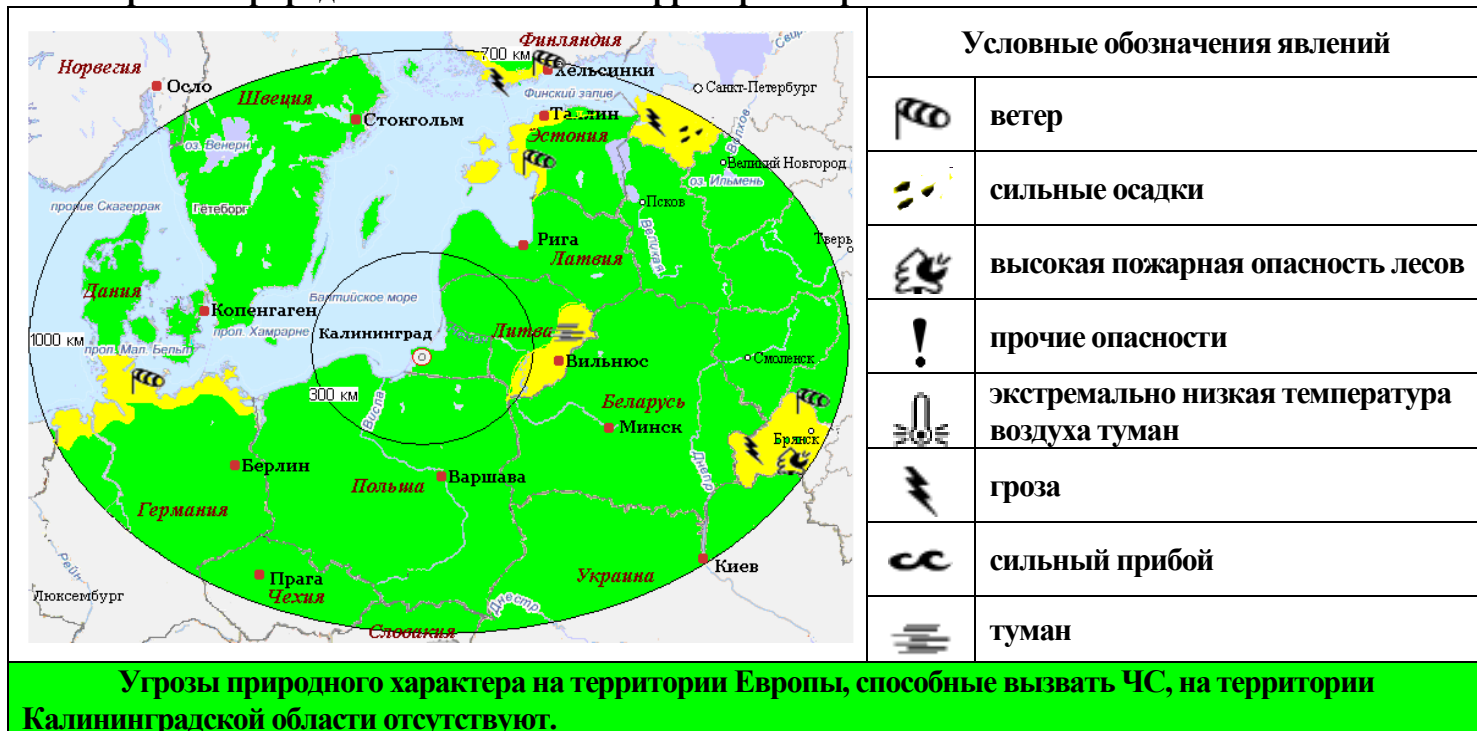 Финляндия
700 км
Хельсинки
Норвегия
Осло
Швеция
Стокгольм
Финский залив
Санкт-Петербург
Таллин
Эстония
Волхов
оз. Венерн
Великий Новгород
оз. Ильмень
пролив Скагеррак
Гётеборг
Псков
Великая
Рига
Латвия
Тверь
Дания
Балтийское море
Копенгаген
прол. Хамрарне
Калининград
Литва
1000 км
прол. Мал. Бельт
Вильнюс
Смоленск
300 км
Висла
Беларусь
Минск
Брянск
Днепр
Берлин
Польша
Варшава
Германия
Рейн
Прага
Чехия
Украина
Киев
Люксембург
Днестр
Словакия
Условные обозначения явлений
ветер
сильные осадки
высокая пожарная опасность лесов
прочие опасности
экстремально низкая температура
воздуха туман
гроза
сильный прибой
туман
Угрозы природного характера на территории Европы, способные вызвать ЧС, на территории
Калининградской области отсутствуют.